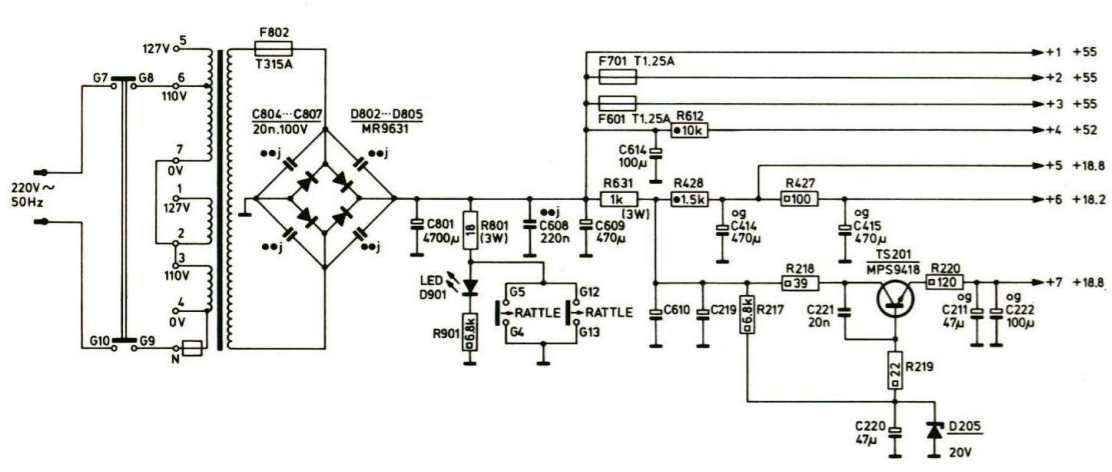 F802
T315A
127V
5
G7
G8
6
110V
7
0V
1
127V
2
3
110V
4
0V
G10
G9
N
220V~
50Hz
C804···C807
20n.100V
D802···D805
MR9631
●●j
●●j
●●j
●●j
C801
4700µ
R801
18
(3W)
●●j
C608
220n
C609
470µ
LED
D901
R901
6.8k
G5
G4
RATTLE
G12
G13
RATTLE
F701 T1.25A
F601 T1.25A
R612
10k
C614
100µ
R631
1k
(3W)
R428
1.5k
R427
100
og
C414
470µ
og
C415
470µ
C610
C219
6.8k
R217
R218
39
C221
20n
TS201
MPS9418
R220
120
og
C211
47µ
og
C222
100µ
22
R219
C220
47µ
D205
20V
+1 +55
+2 +55
+3 +55
+4 +52
+5 +18.8
+6 +18.2
+7 +18.8